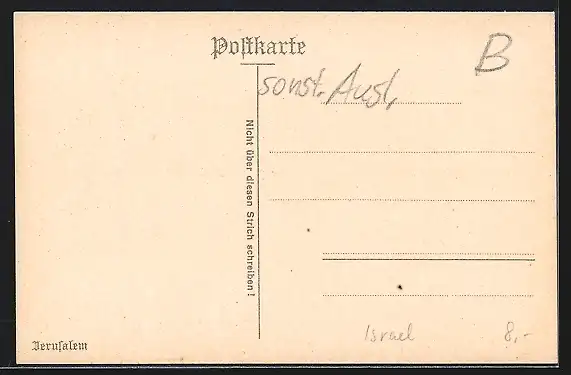 Postkarte
B
sonst. Ausl.
Nicht über diesen Strich schreiben!
Jerusalem
Israel 8,-